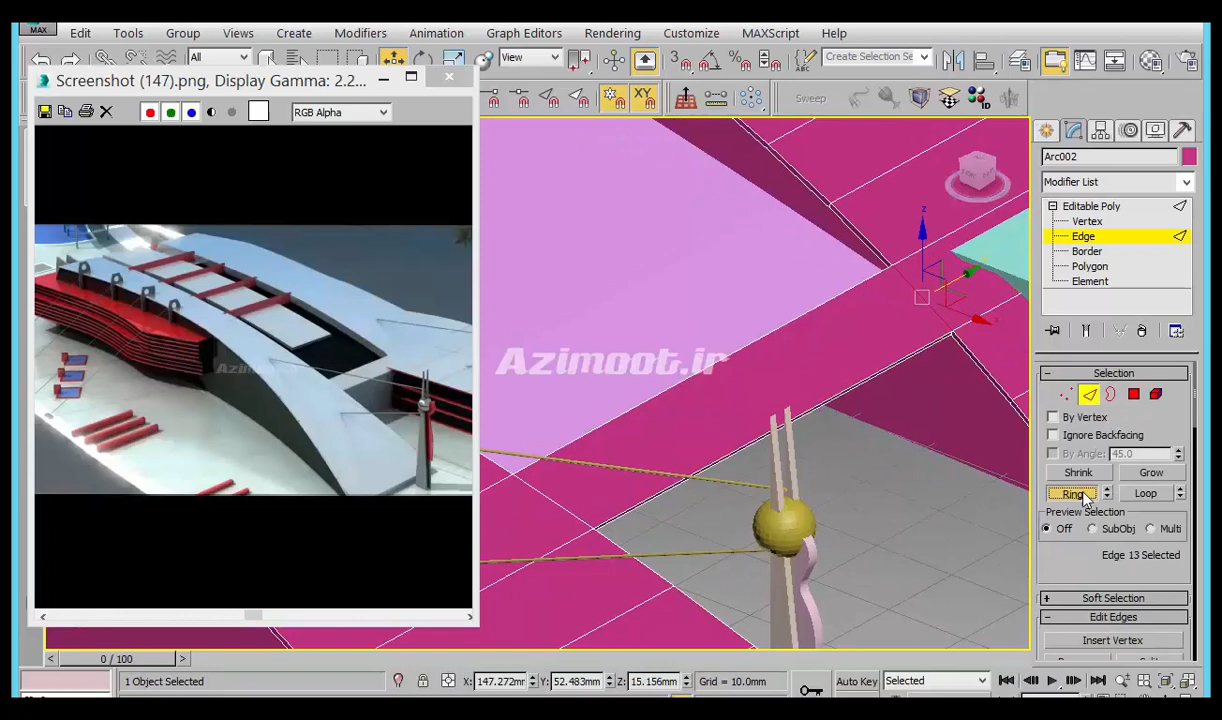 MAX
Edit Tools Group Views Create Modifiers Animation Graph Editors Rendering Customize MAXScript Help
All
View
3
Create Selection Se
Screenshot (147).png, Display Gamma: 2.2...
RGB Alpha
XY
Sweep
1D
Arc002
Modifier List
Editable Poly
Vertex
Edge
Border
Polygon
Element
z
x
Azimoot.ir
Selection
By Vertex
Ignore Backfacing
By Angle: 45.0
Shrink Grow
Ring Loop
Preview Selection
Off SubObj Multi
Edge 13 Selected
Soft Selection
Edit Edges
Insert Vertex
0 / 100
1 Object Selected X: 147.272mm Y: 52.483mm Z: 15.156mm Grid = 10.0mm Auto Key Selected